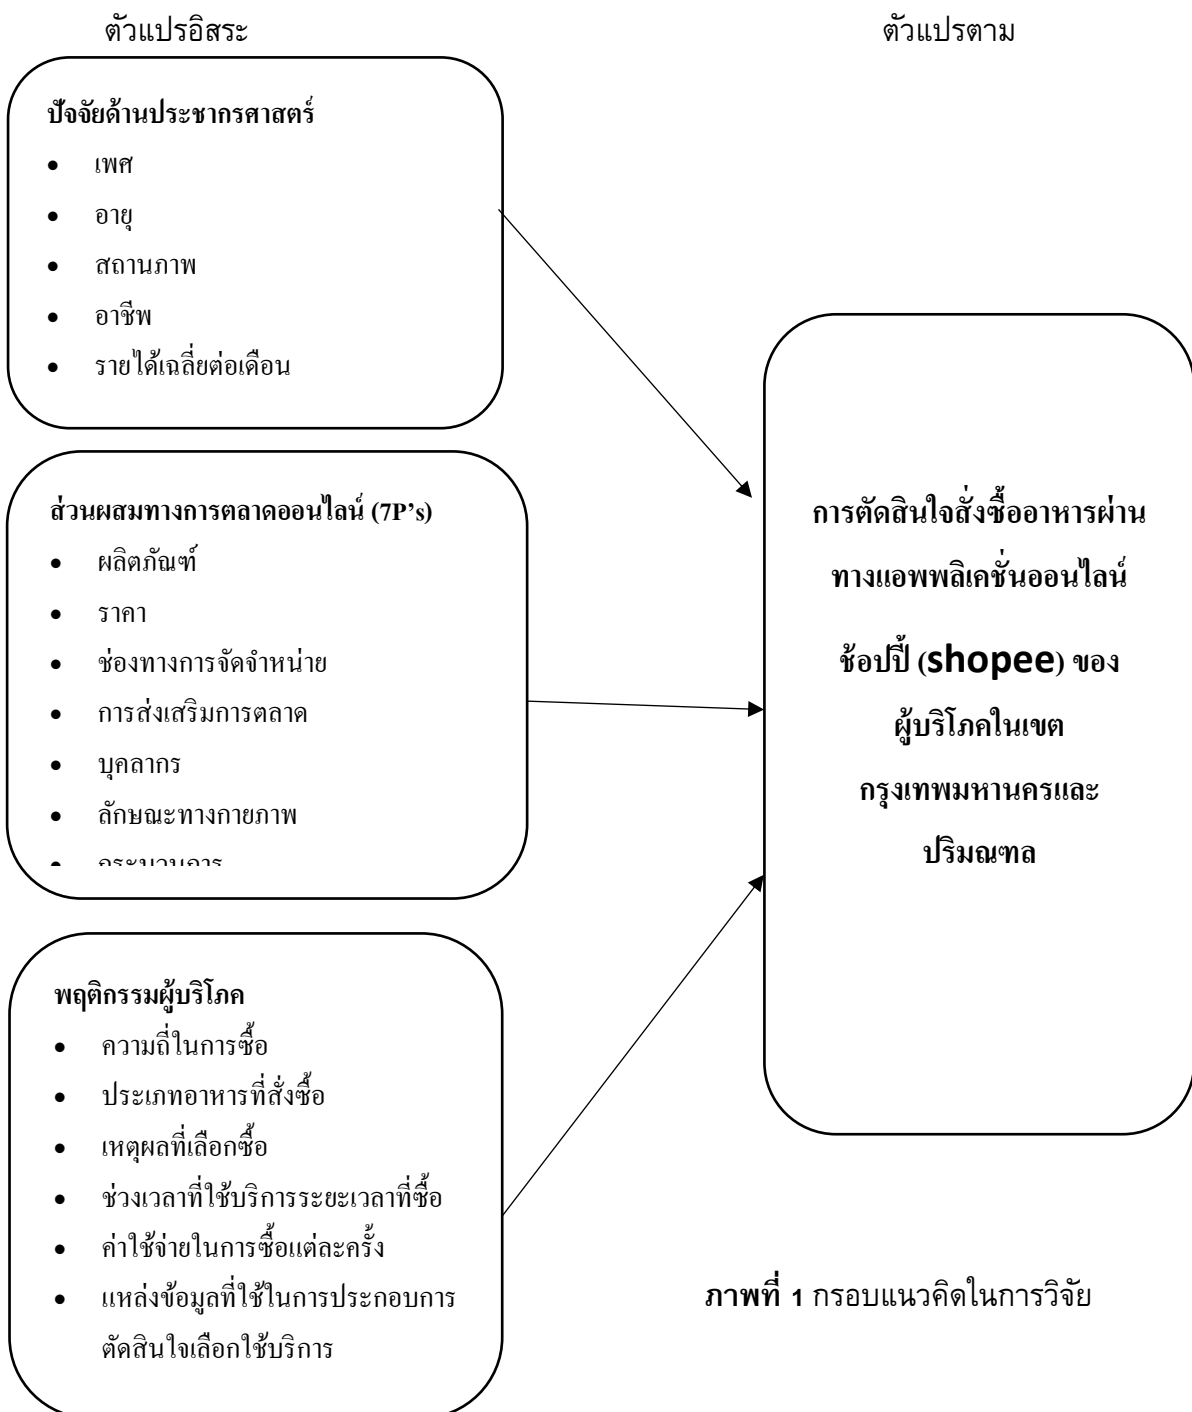 ตัวแปรอิสระ
ตัวแปรตาม
ปัจจัยด้านประชากรศาสตร์
• เพศ
• อายุ
• สถานภาพ
• อาชีพ
• รายได้เฉลี่ยต่อเดือน
ส่วนผสมทางการตลาดออนไลน์ (7P’s)
• ผลิตภัณฑ์
• ราคา
• ช่องทางการจัดจำหน่าย
• การส่งเสริมการตลาด
• บุคลากร
• ลักษณะทางกายภาพ
• กระบวนการ
พฤติกรรมผู้บริโภค
• ความถี่ในการซื้อ
• ประเภทอาหารที่สั่งซื้อ
• เหตุผลที่เลือกซื้อ
• ช่วงเวลาที่ใช้บริการระยะเวลาที่ซื้อ
• ค่าใช้จ่ายในการซื้อแต่ละครั้ง
• แหล่งข้อมูลที่ใช้ในการประกอบการ
ตัดสินใจเลือกใช้บริการ
การตัดสินใจสั่งซื้ออาหารผ่าน
ทางแอพพลิเคชั่นออนไลน์
ช้อปปี้ (shopee) ของ
ผู้บริโภคในเขต
กรุงเทพมหานครและ
ปริมณฑล
ภาพที่ 1 กรอบแนวคิดในการวิจัย